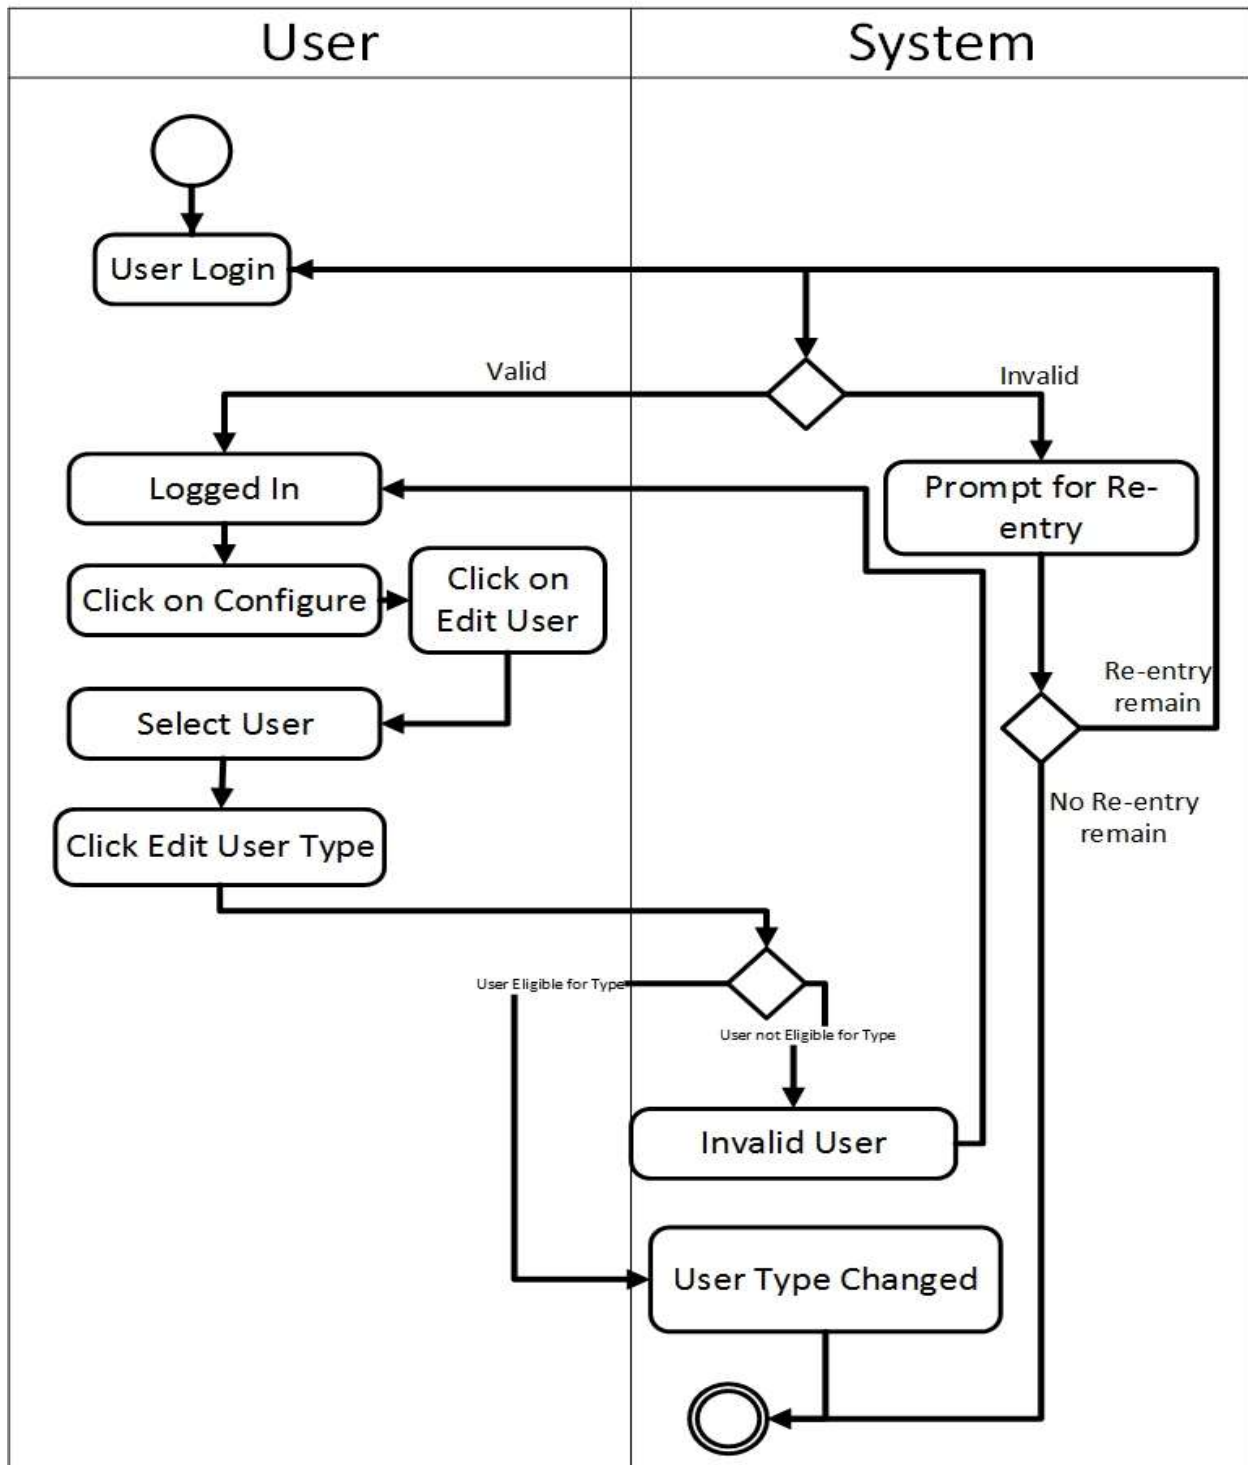 User
System
User Login
Valid
Invalid
Logged In
Prompt for Re-
entry
Click on Configure
Click on
Edit User
Select User
Re-entry
remain
Click Edit User Type
No Re-entry
remain
User Eligible for Type
User not Eligible for Type
Invalid User
User Type Changed